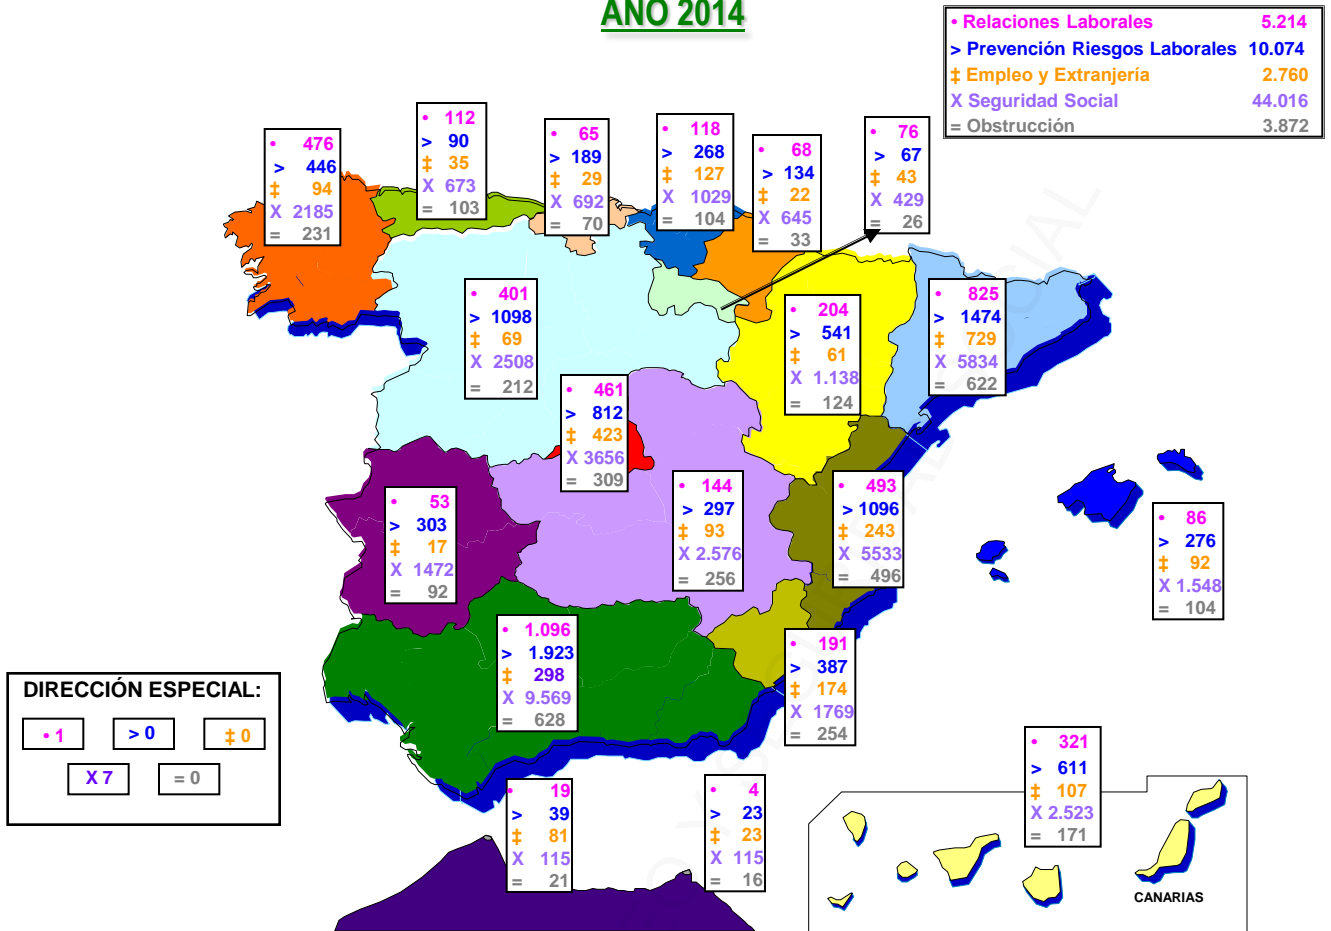 AÑO 2014
• Relaciones Laborales 5.214
> Prevención Riesgos Laborales 10.074
‡ Empleo y Extranjería 2.760
X Seguridad Social 44.016
= Obstrucción 3.872
• 476
> 446
‡ 94
X 2185
= 231
• 112
> 90
‡ 35
X 673
= 103
• 65
> 189
‡ 29
X 692
= 70
• 118
> 268
‡ 127
X 1029
= 104
• 68
> 134
‡ 22
X 645
= 33
• 76
> 67
‡ 43
X 429
= 26
• 401
> 1098
‡ 69
X 2508
= 212
• 204
> 541
‡ 61
X 1.138
= 124
• 825
> 1474
‡ 729
X 5834
= 622
• 461
> 812
‡ 423
X 3656
= 309
• 53
> 303
‡ 17
X 1472
= 92
• 144
> 297
‡ 93
X 2.576
= 256
• 493
> 1096
‡ 243
X 5533
= 496
• 86
> 276
‡ 92
X 1.548
= 104
• 1.096
> 1.923
‡ 298
X 9.569
= 628
• 191
> 387
‡ 174
X 1769
= 254
DIRECCIÓN ESPECIAL:
• 1
> 0
‡ 0
X 7
= 0
• 19
> 39
‡ 81
X 115
= 21
• 4
> 23
‡ 23
X 115
= 16
• 321
> 611
‡ 107
X 2.523
= 171
CANARIAS